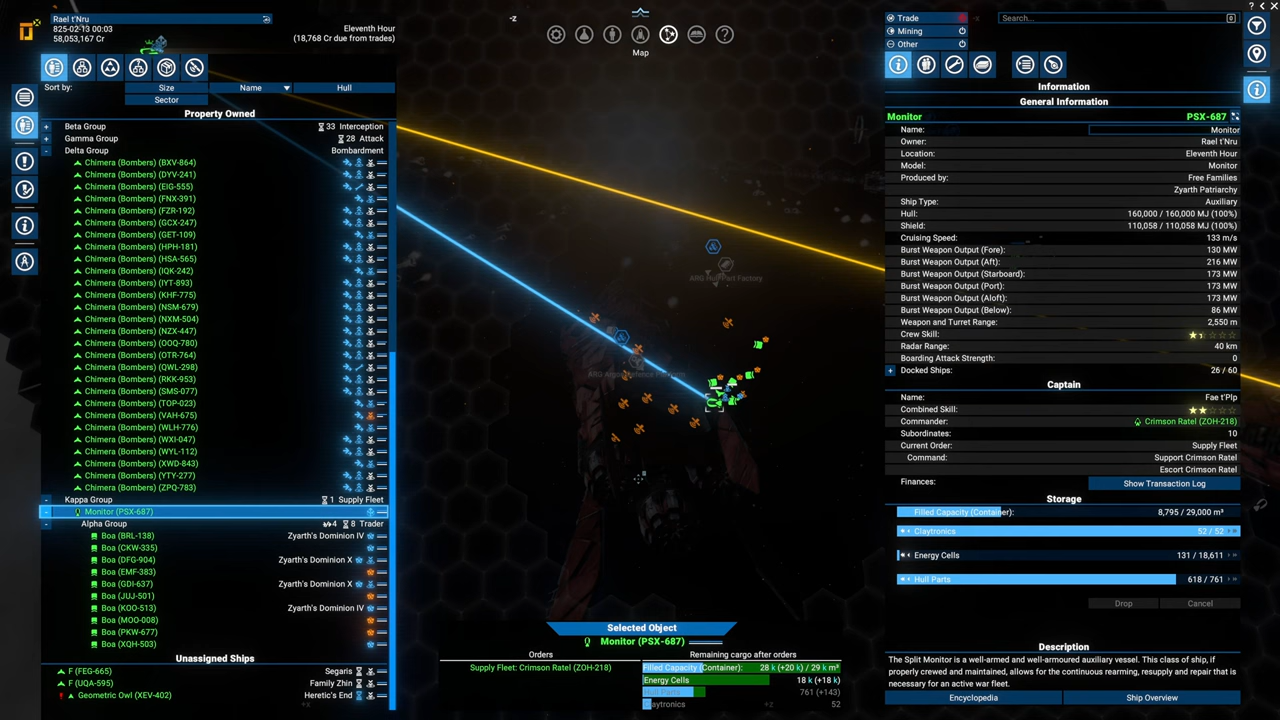 Rael t'Nru
825-02-13 00:03
58,053,167 Cr
Eleventh Hour
(18,768 Cr due from trades)
-z
Map
Trade
Mining
Other
Search...
Sort by:
Size
Name
Hull
Sector
Property Owned
+ Beta Group 33 Interception
+ Gamma Group 28 Attack
- Delta Group Bombardment
Chimera (Bombers) (BXV-864)
Chimera (Bombers) (DYV-241)
Chimera (Bombers) (EIG-555)
Chimera (Bombers) (FNX-391)
Chimera (Bombers) (FZR-192)
Chimera (Bombers) (GCX-247)
Chimera (Bombers) (GET-109)
Chimera (Bombers) (HPH-181)
Chimera (Bombers) (HSA-565)
Chimera (Bombers) (IQK-242)
Chimera (Bombers) (IYT-893)
Chimera (Bombers) (KHF-775)
Chimera (Bombers) (NSM-679)
Chimera (Bombers) (NXM-504)
Chimera (Bombers) (NZX-447)
Chimera (Bombers) (OOQ-780)
Chimera (Bombers) (OTR-764)
Chimera (Bombers) (QWL-298)
Chimera (Bombers) (RKK-953)
Chimera (Bombers) (SMS-077)
Chimera (Bombers) (TOP-023)
Chimera (Bombers) (VAH-675)
Chimera (Bombers) (WLH-776)
Chimera (Bombers) (WXI-047)
Chimera (Bombers) (WYL-112)
Chimera (Bombers) (XWD-843)
Chimera (Bombers) (YTY-277)
Chimera (Bombers) (ZPQ-783)
- Kappa Group 1 Supply Fleet
- Monitor (PSX-687)
- Alpha Group 4 8 Trader
Boa (BRL-138) Zyarth's Dominion IV
Boa (CKW-335)
Boa (DFG-904) Zyarth's Dominion X
Boa (EMF-383)
Boa (GDI-637) Zyarth's Dominion X
Boa (JUJ-501)
Boa (KOO-513) Zyarth's Dominion IV
Boa (MOO-008)
Boa (PKW-677)
Boa (XQH-503)
Unassigned Ships
F (FEG-665) Segaris
F (UQA-595) Family Zhin
Geometric Owl (XEV-402) Heretic's End
ARG Hull Part Factory
Selected Object
Monitor (PSX-687)
Orders
Supply Fleet: Crimson Ratel (ZOH-218)
Remaining cargo after orders
Filled Capacity (Container): 28 k (+20 k) / 29 k m³
Energy Cells 18 k (+18 k)
Hull Parts 761 (+143)
Claytronics 52
+z
Information
General Information
Monitor PSX-687
Name: Monitor
Owner: Rael t'Nru
Location: Eleventh Hour
Model: Monitor
Produced by: Free Families
Zyarth Patriarchy
Ship Type: Auxiliary
Hull: 160,000 / 160,000 MJ (100%)
Shield: 110,058 / 110,058 MJ (100%)
Cruising Speed: 133 m/s
Burst Weapon Output (Fore): 130 MW
Burst Weapon Output (Aft): 216 MW
Burst Weapon Output (Starboard): 173 MW
Burst Weapon Output (Port): 173 MW
Burst Weapon Output (Aloft): 173 MW
Burst Weapon Output (Below): 86 MW
Weapon and Turret Range: 2,550 m
Crew Skill:
Radar Range: 40 km
Boarding Attack Strength: 0
+ Docked Ships: 26 / 60
Captain
Name: Fae t'Plp
Combined Skill:
Commander: Crimson Ratel (ZOH-218)
Subordinates: 10
Current Order: Supply Fleet
Command: Support Crimson Ratel
Escort Crimson Ratel
Finances: Show Transaction Log
Storage
Filled Capacity (Container): 8,795 / 29,000 m³
Claytronics 52 / 52
Energy Cells 131 / 18,611
Hull Parts 618 / 761
Drop Cancel
Description
The Split Monitor is a well-armed and well-armoured auxiliary vessel. This class of ship, if
properly crewed and maintained, allows for the continuous rearming, resupply and repair that is
necessary for an active war fleet.
Encyclopedia Ship Overview